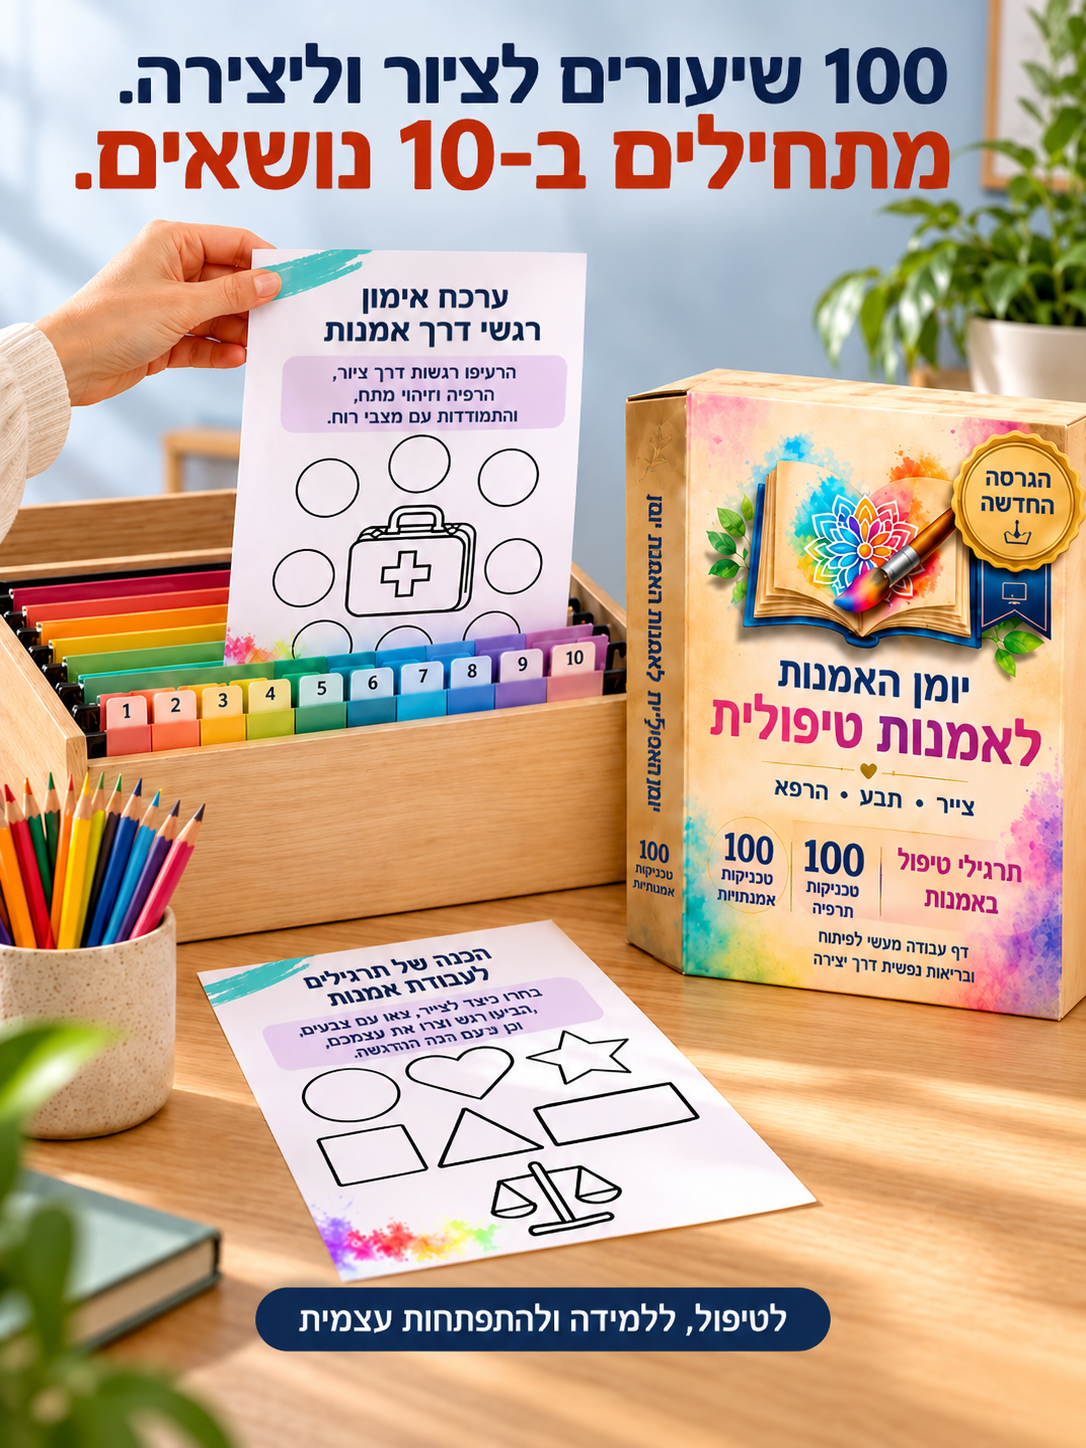 100 שיעורים לציור וליצירה.
מתחילים ב-10 נושאים.
ערכח אימון
רגשי דרך אמנות
הרעיפו רגשות דרך ציור,
הרפיה וזיהוי מתח,
והתמודדות עם מצבי רוח.
1 2 3 4 5 6 7 8 9 10
הגרסה
החדשה
יומן האמנות
לאמנות טיפולית
צייר • תבע • הרפא
100
טכניקות
אמנתויות
100
טכניקות
תרפיה
תרגילי טיפול
באמנות
דף עבודה מעשי לפיתוח
ובריאות נפשית דרך יצירה
100
טכניקות
אמנותיות
הכנה של תרגילים
לעבודת אמנות
בחרו כיצד לצייר, צאו עם צבעים,
הביעו רגש וצרו את עצמכם,
לטיפול, ללמידה ולהתפתחות עצמית